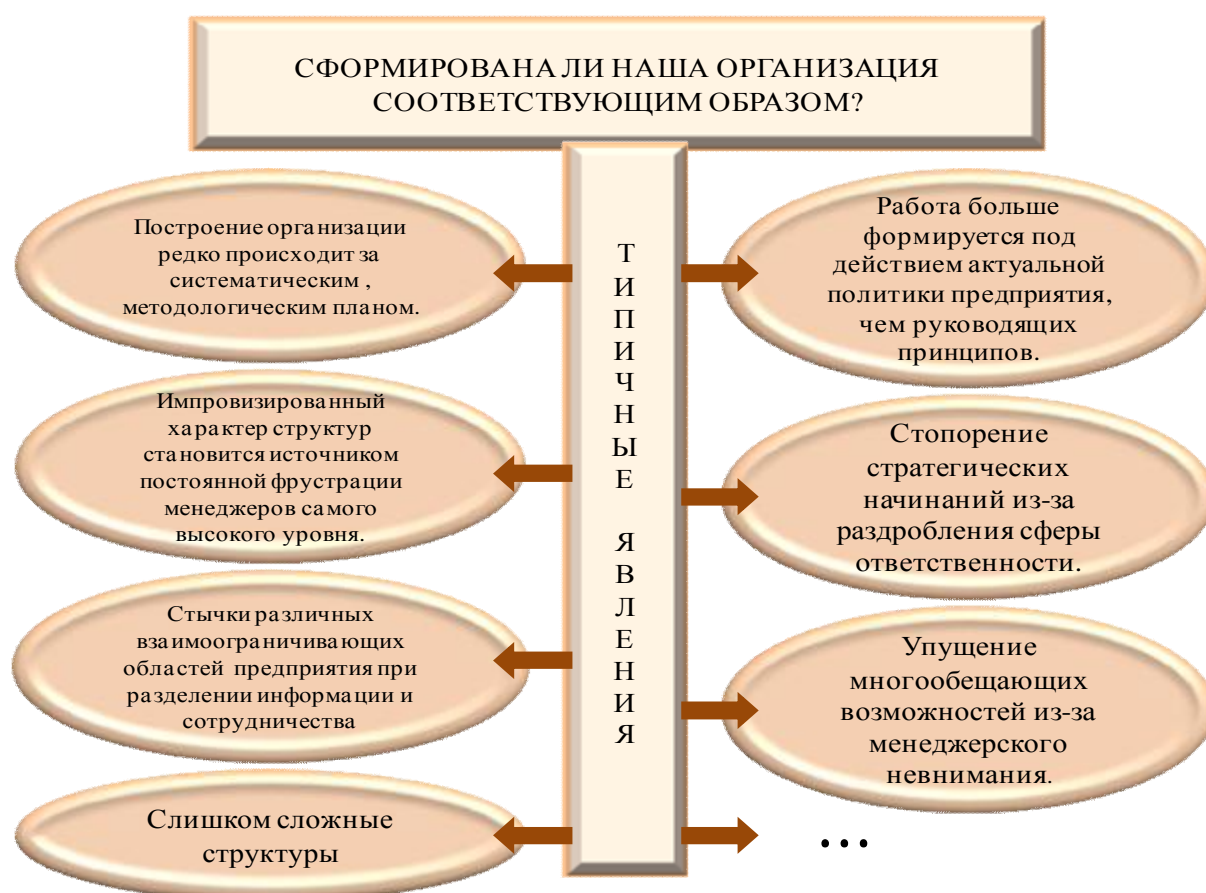 СФОРМИРОВАНА ЛИ НАША ОРГАНИЗАЦИЯ
СООТВЕТСТВУЮЩИМ ОБРАЗОМ?
ТИПИЧНЫЕ ЯВЛЕНИЯ
Построение организации
редко происходит за
систематическим ,
методологическим планом.
Импровизированный
характер структур
становится источником
постоянной фрустрации
менеджеров самого
высокого уровня.
Стычки различных
взаимоограничивающих
областей предприятия при
разделении информации и
сотрудничества
Слишком сложные
структуры
Работа больше
формируется под
действием актуальной
политики предприятия,
чем руководящих
принципов.
Стопорение
стратегических
начинаний из-за
раздробления сферы
ответственности.
Упущение
многообещающих
возможностей из-за
менеджерского
невнимания.
...